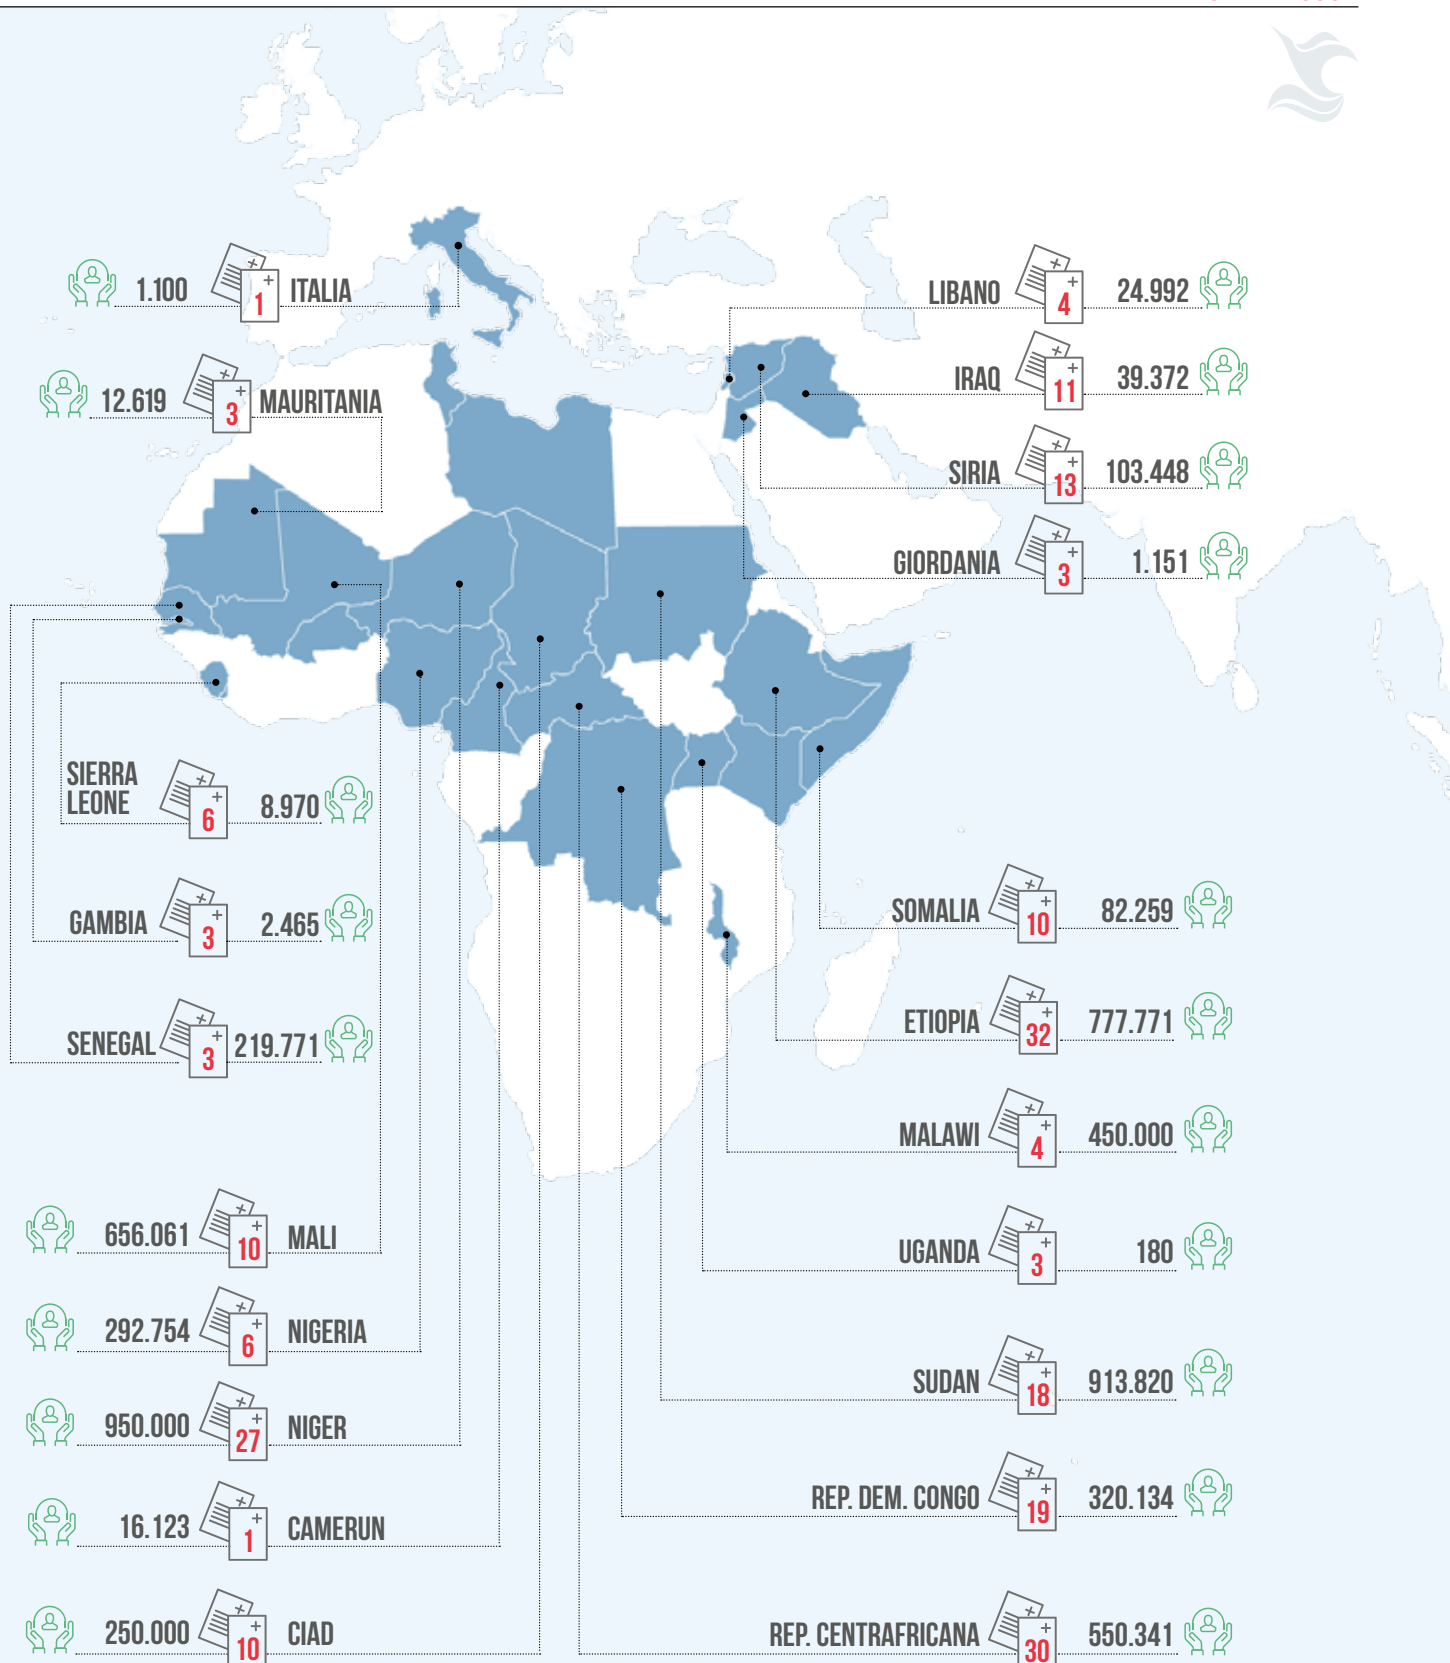 1.100 1 ITALIA
12.619 3 MAURITANIA
LIBANO 4 24.992
IRAQ 11 39.372
SIRIA 13 103.448
GIORDANIA 3 1.151
SIERRA
LEONE 6 8.970
GAMBIA 3 2.465
SENEGAL 3 219.771
656.061 10 MALI
292.754 6 NIGERIA
950.000 27 NIGER
16.123 1 CAMERUN
250.000 10 CIAD
SOMALIA 10 82.259
ETIOPIA 32 777.771
MALAWI 4 450.000
UGANDA 3 180
SUDAN 18 913.820
REP. DEM. CONGO 19 320.134
REP. CENTRAFRICANA 30 550.341